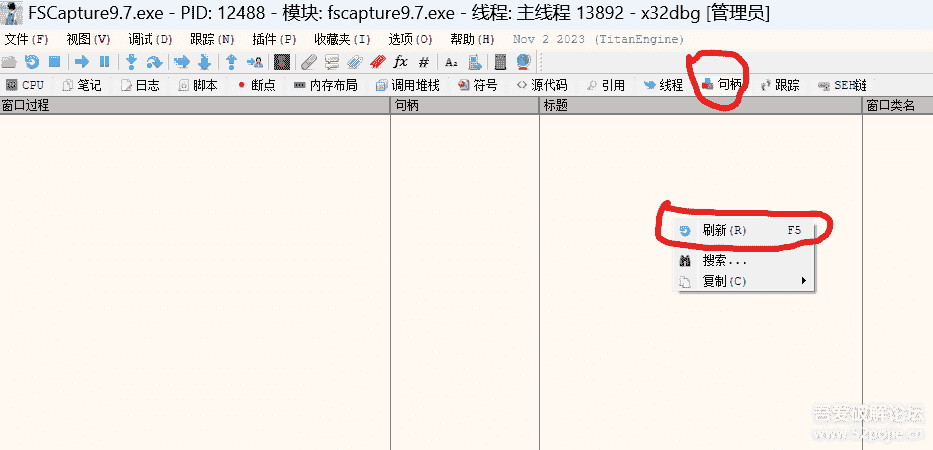 FSCapture9.7.exe - PID: 12488 - 模块: fscapture9.7.exe - 线程: 主线程 13892 - x32dbg [管理员]
文件(F) 视图(V) 调试(D) 跟踪(N) 插件(P) 收藏夹(I) 选项(O) 帮助(H) Nov 2 2023 (TitanEngine)
fx # A₂
CPU 笔记 日志 脚本 断点 内存布局 调用堆栈 符号 源代码 引用 线程 句柄 跟踪 SEH链
窗口过程 句柄 标题 窗口类名
刷新(R) F5
搜索...
复制(C)
吾爱破解论坛
www.52pojie.cn